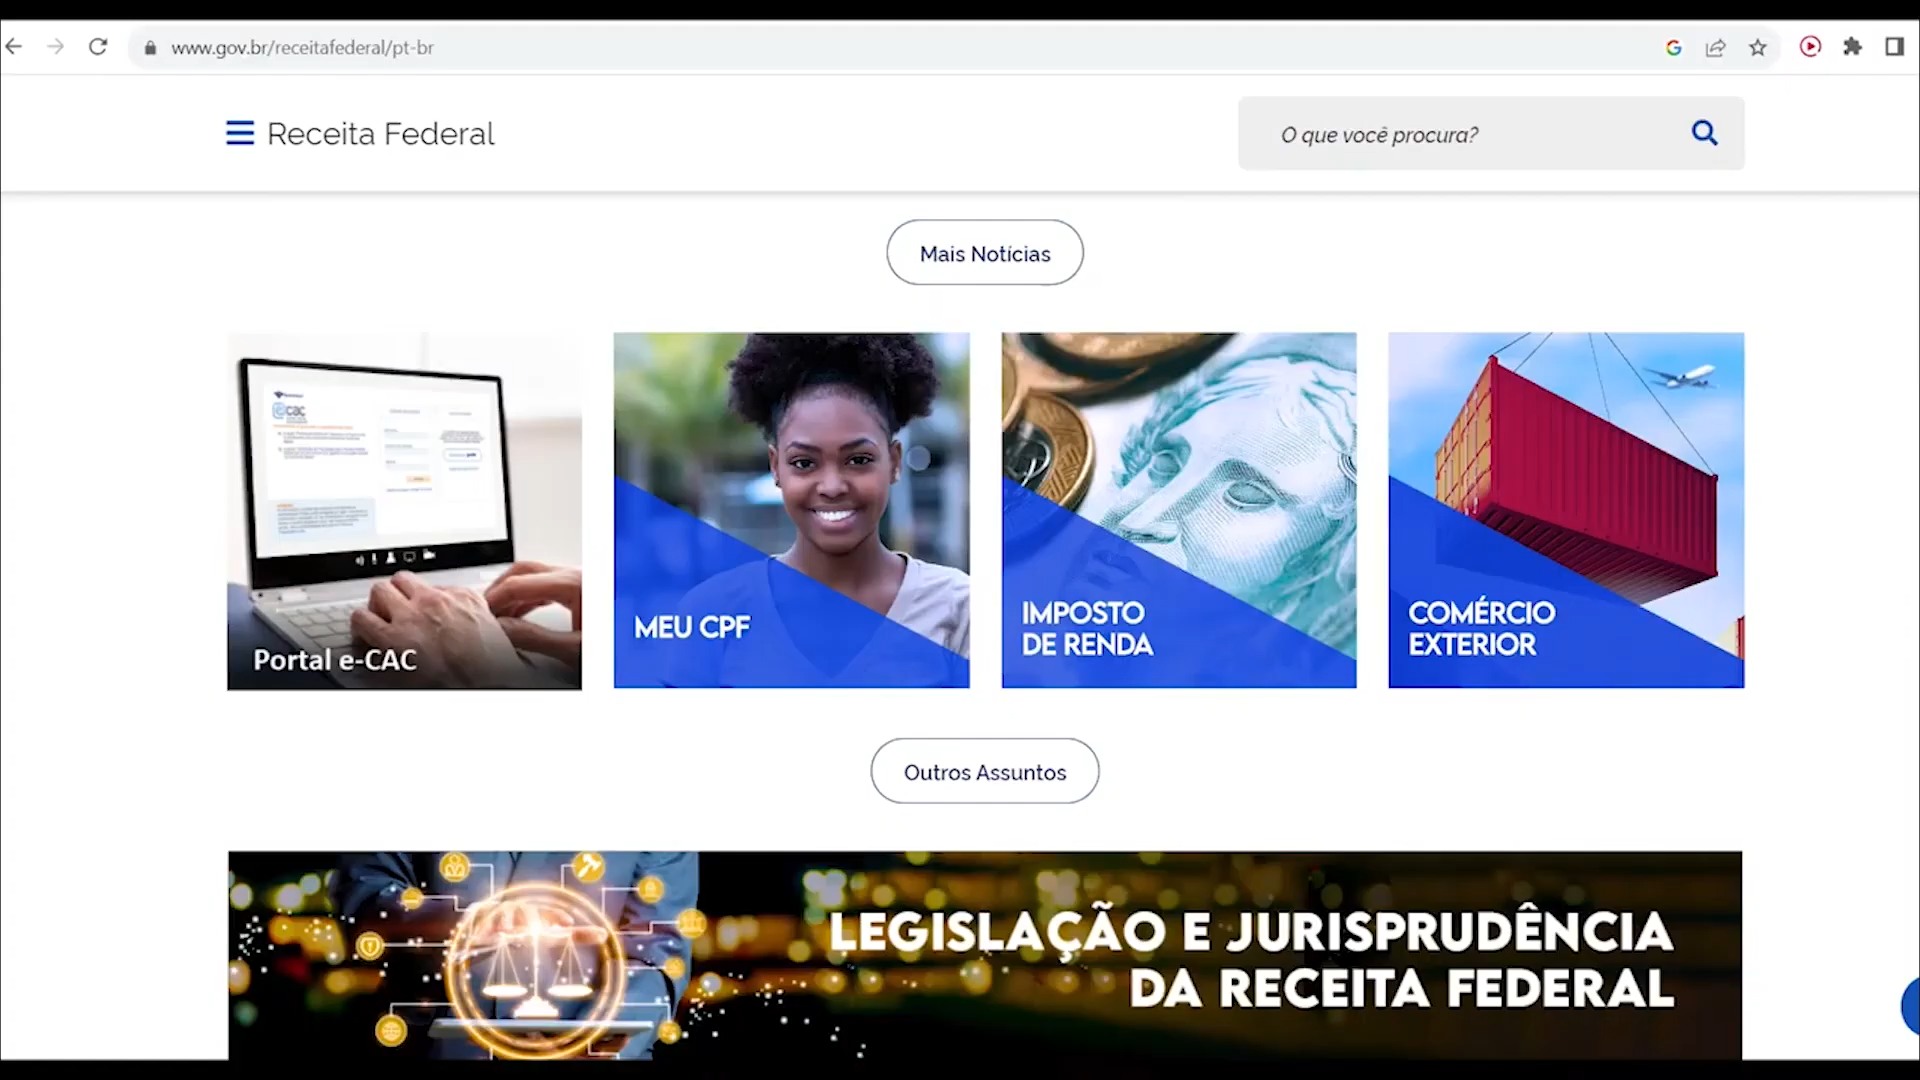 www.gov.br/receitafederal/pt-br
Receita Federal
O que você procura?
Mais Notícias
ecac
Portal e-CAC
MEU CPF
IMPOSTO
DE RENDA
COMÉRCIO
EXTERIOR
Outros Assuntos
LEGISLAÇÃO E JURISPRUDÊNCIA
DA RECEITA FEDERAL